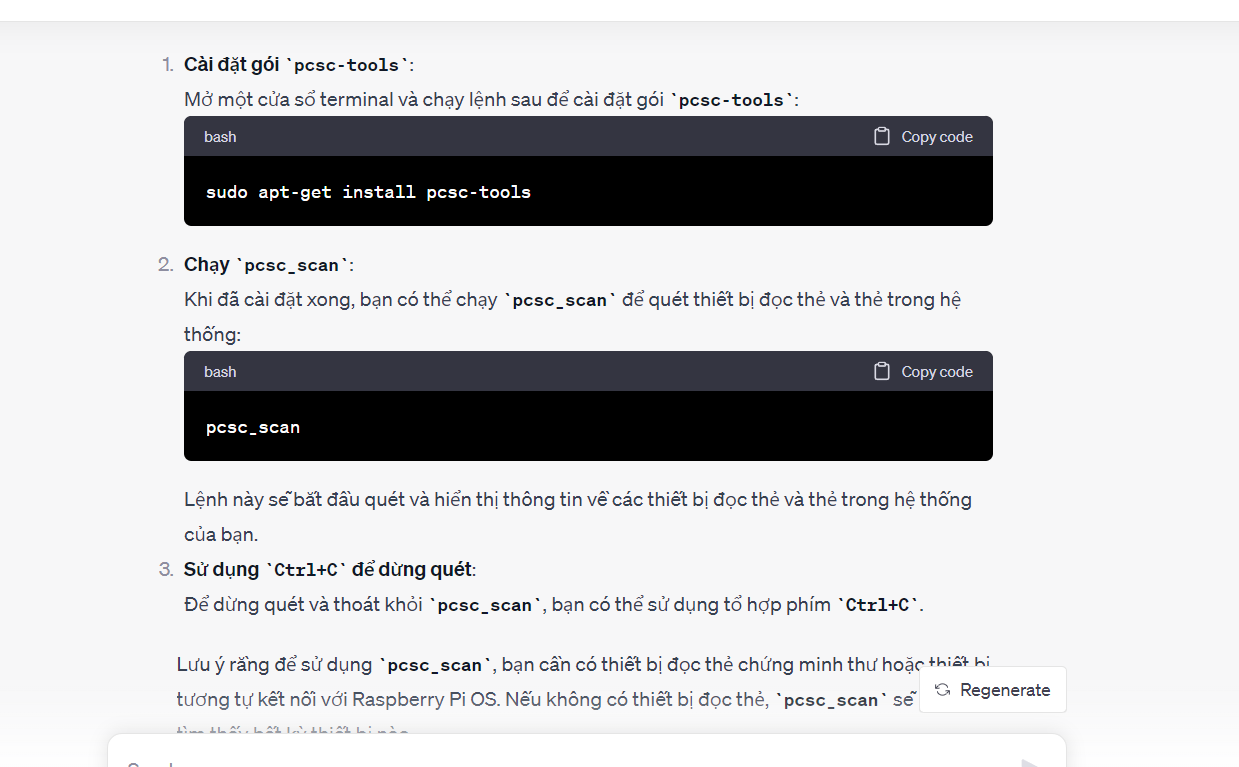 1. Cài đặt gói `pcsc-tools`:
Mở một cửa sổ terminal và chạy lệnh sau để cài đặt gói `pcsc-tools`:
bash Copy code
sudo apt-get install pcsc-tools
2. Chạy `pcsc_scan`:
Khi đã cài đặt xong, bạn có thể chạy `pcsc_scan` để quét thiết bị đọc thẻ và thẻ trong hệ
thống:
bash Copy code
pcsc_scan
Lệnh này sẽ bắt đầu quét và hiển thị thông tin về các thiết bị đọc thẻ và thẻ trong hệ thống
của bạn.
3. Sử dụng `Ctrl+C` để dừng quét:
Để dừng quét và thoát khỏi `pcsc_scan`, bạn có thể sử dụng tổ hợp phím `Ctrl+C`.
Lưu ý rằng để sử dụng `pcsc_scan`, bạn cần có thiết bị đọc thẻ chứng minh thư hoặc thiết bị
tương tự kết nối với Raspberry Pi OS. Nếu không có thiết bị đọc thẻ, `pcsc_scan` sẽ
Regenerate
tìm thấy bất kỳ thiết bị nào.